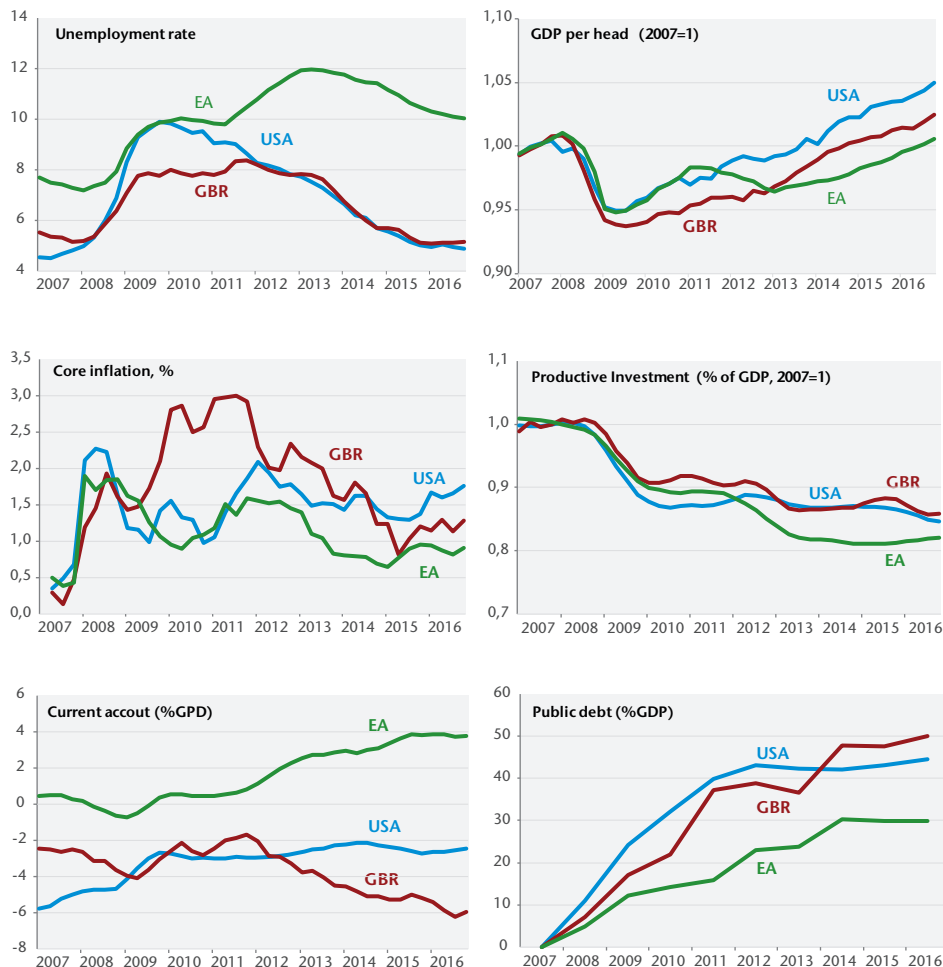 Unemployment rate
14
12
10
8
6
4
EA
USA
GBR
2007 2008 2009 2010 2011 2012 2013 2014 2015 2016
GDP per head (2007=1)
1,10
1,05
1,00
0,95
0,90
USA
EA
GBR
2007 2008 2009 2010 2011 2012 2013 2014 2015 2016
Core inflation, %
3,5
3,0
2,5
2,0
1,5
1,0
0,5
0,0
GBR
USA
EA
2007 2008 2009 2010 2011 2012 2013 2014 2015 2016
Productive Investment (% of GDP, 2007=1)
1,1
1,0
0,9
0,8
0,7
GBR
USA
EA
2007 2008 2009 2010 2011 2012 2013 2014 2015 2016
Current accout (%GPD)
6
4
2
0
-2
-4
-6
-8
EA
USA
GBR
2007 2008 2009 2010 2011 2012 2013 2014 2015 2016
Public debt (%GDP)
60
50
40
30
20
10
0
USA
GBR
EA
2007 2008 2009 2010 2011 2012 2013 2014 2015 2016